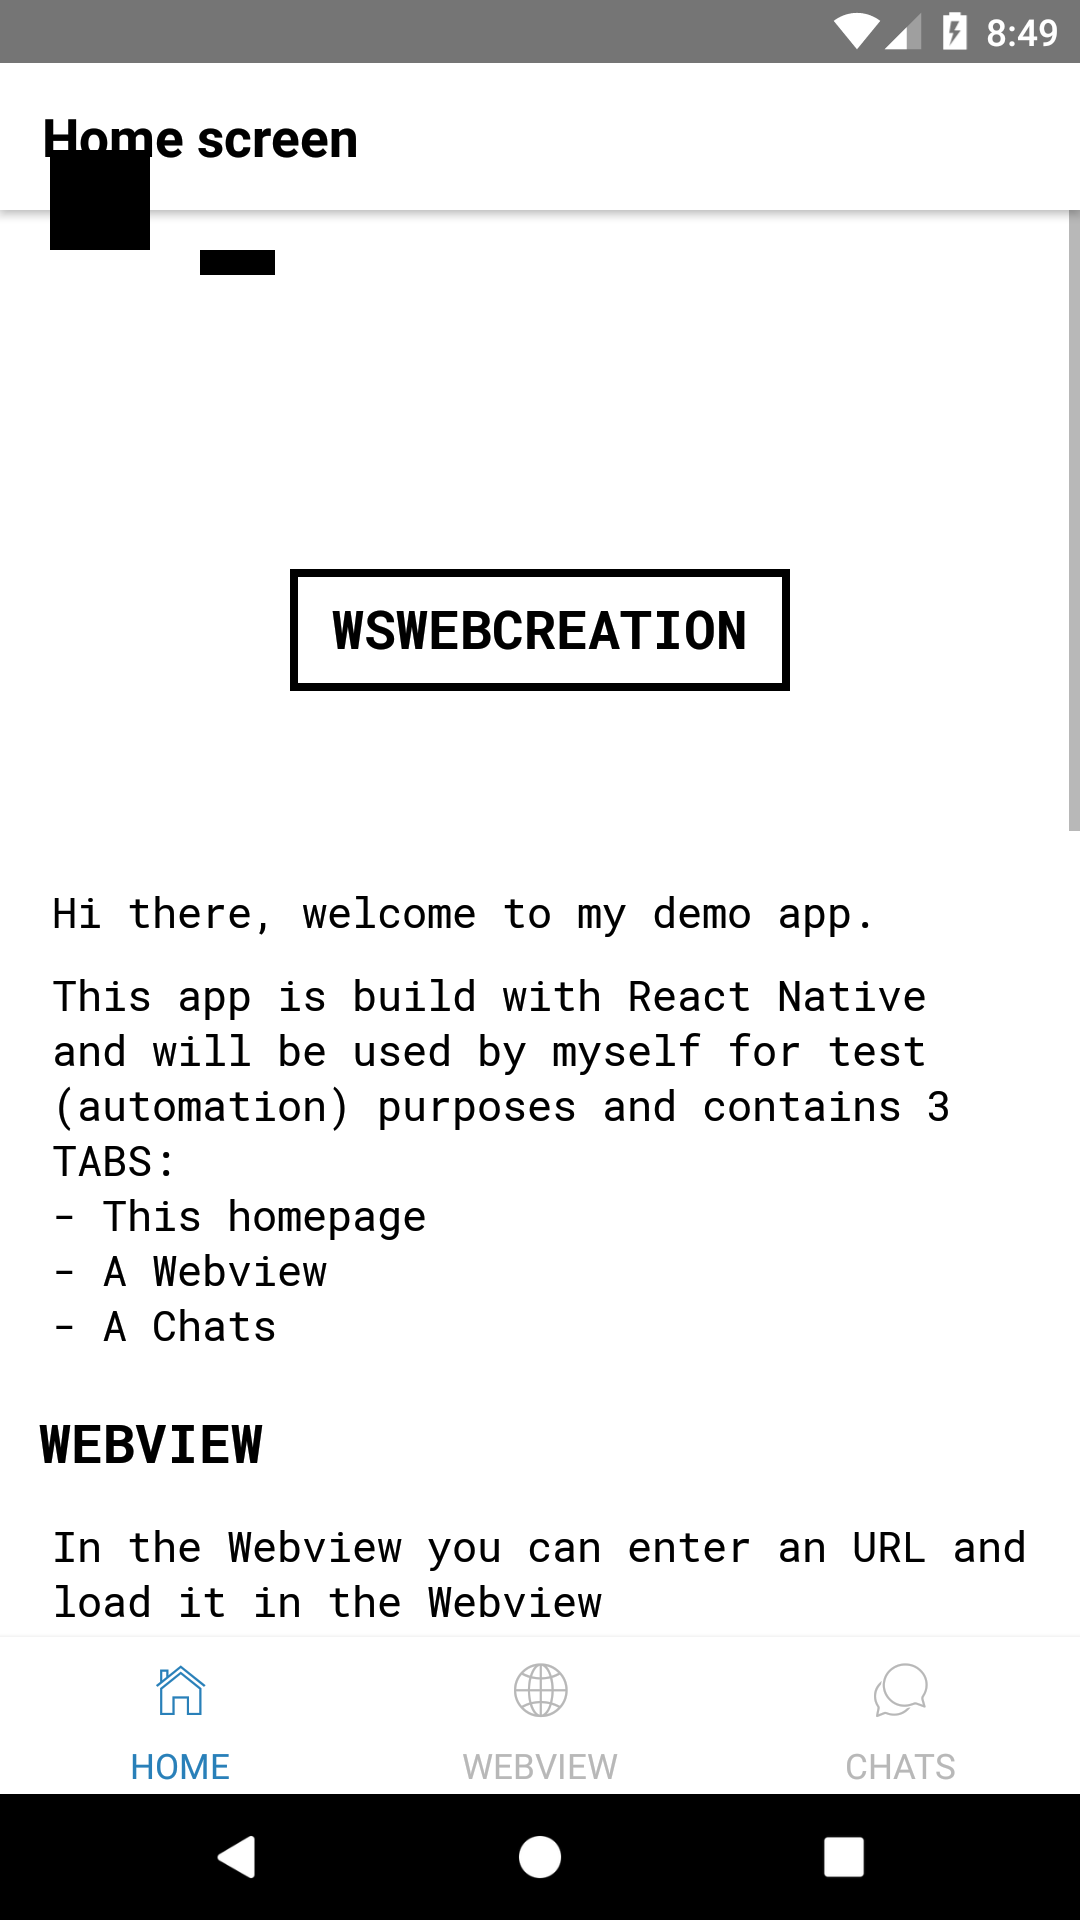 8:49
Home screen
WSWEBCREATION
Hi there, welcome to my demo app.
This app is build with React Native
and will be used by myself for test
(automation) purposes and contains 3
TABS:
- This homepage
- A Webview
- A Chats
WEBVIEW
In the Webview you can enter an URL and
load it in the Webview
HOME WEBVIEW CHATS